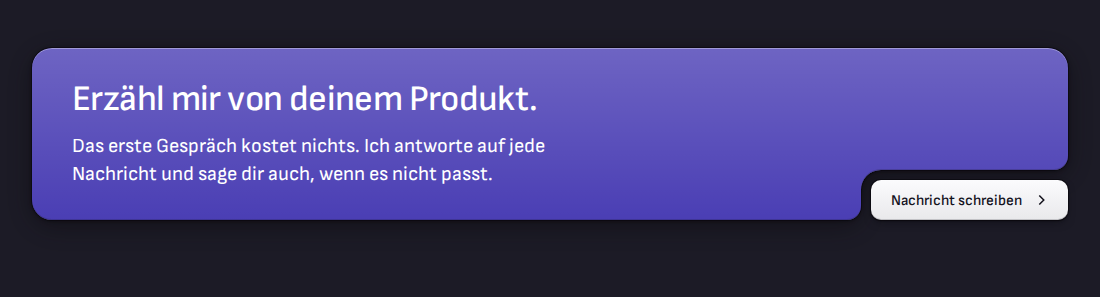 Erzähl mir von deinem Produkt.
Das erste Gespräch kostet nichts. Ich antworte auf jede
Nachricht und sage dir auch, wenn es nicht passt.
Nachricht schreiben